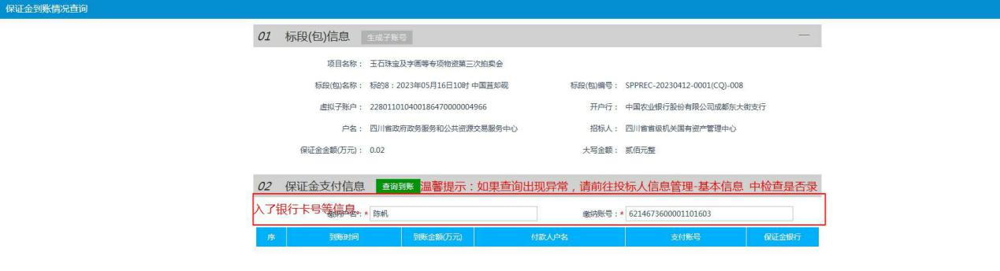 保证金到账情况查询
01 标段(包)信息 生成子账号
项目名称： 玉石珠宝及字画等专项物资第三次拍卖会
标段(包)名称： 标的8：2023年05月16日10时 中国苴却砚 标段(包)编号： SPPREC-20230412-0001(CQ)-008
虚拟子账户： 228011010400186470000004966 开户行： 中国农业银行股份有限公司成都东大街支行
户名： 四川省政府政务服务和公共资源交易服务中心 招标人： 四川省省级机关国有资产管理中心
保证金金额(万元)： 0.02 大写金额： 贰佰元整
02 保证金支付信息 查询到账 温馨提示：如果查询出现异常，请前往投标人信息管理-基本信息 中检查是否录
入了银行卡号等信息。
缴纳户名：* 陈帆 缴纳账号：* 6214673600001101603
序 到账时间 到账金额(万元) 付款人户名 支付账号 保证金银行